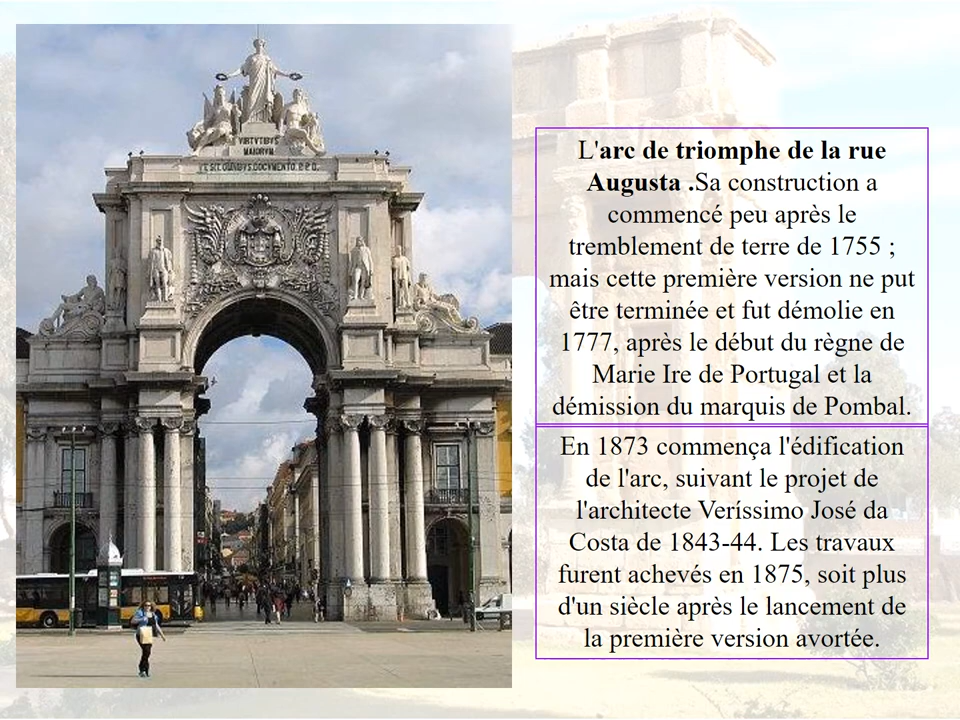 VIRTVTIBVS
MAIORVM
L'arc de triomphe de la rue
Augusta .Sa construction a
commencé peu après le
tremblement de terre de 1755 ;
mais cette première version ne put
être terminée et fut démolie en
1777, après le début du règne de
Marie Ire de Portugal et la
démission du marquis de Pombal.
En 1873 commença l'édification
de l'arc, suivant le projet de
l'architecte Veríssimo José da
Costa de 1843-44. Les travaux
furent achevés en 1875, soit plus
d'un siècle après le lancement de
la première version avortée.